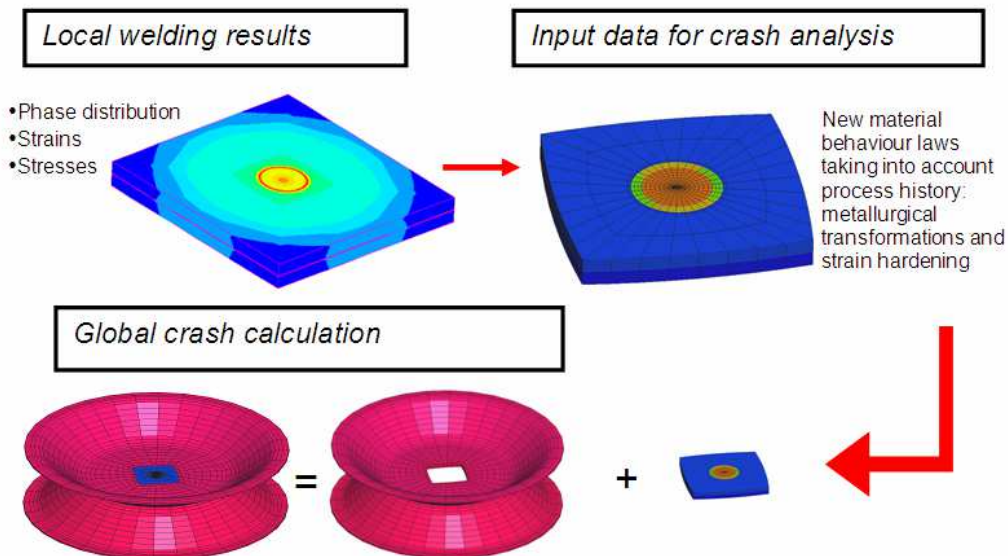 Local welding results
Input data for crash analysis
•Phase distribution
•Strains
•Stresses
New material
behaviour laws
taking into account
process history:
metallurgical
transformations and
strain hardening
Global crash calculation
=
+